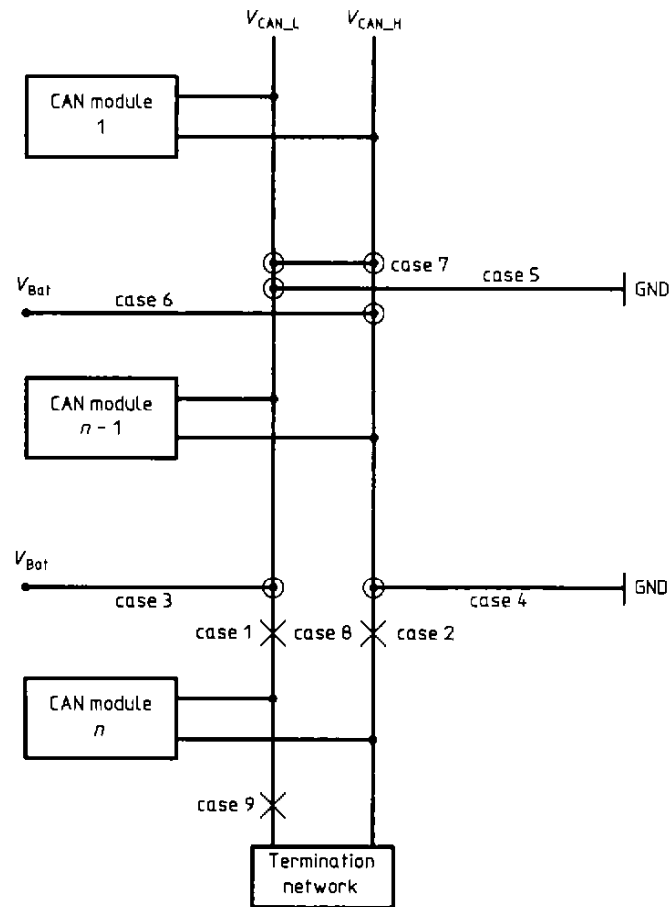 V_CAN_L V_CAN_H
CAN module
1
case 7
case 5
V_Bat
GND
case 6
CAN module
n - 1
V_Bat
GND
case 3
case 4
case 1 case 8 case 2
CAN module
n
case 9
Termination
network